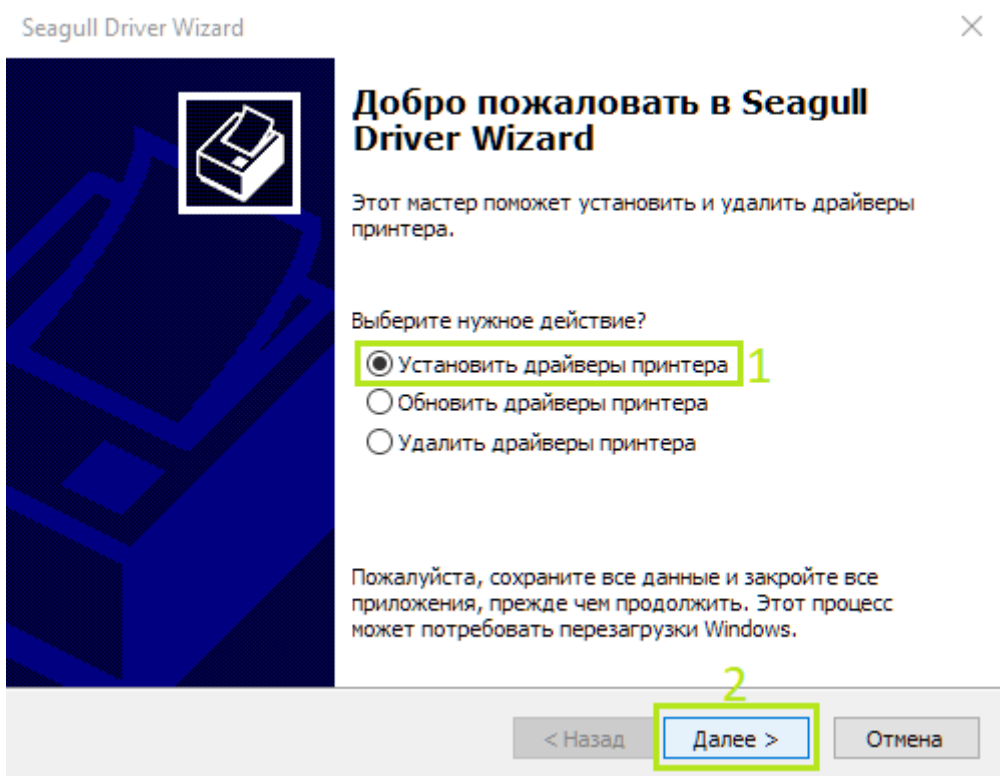 Seagull Driver Wizard
Добро пожаловать в Seagull
Driver Wizard
Этот мастер поможет установить и удалить драйверы
принтера.
Выберите нужное действие?
Установить драйверы принтера 1
Обновить драйверы принтера
Удалить драйверы принтера
Пожалуйста, сохраните все данные и закройте все
приложения, прежде чем продолжить. Этот процесс
может потребовать перезагрузки Windows.
2
< Назад Далее > Отмена